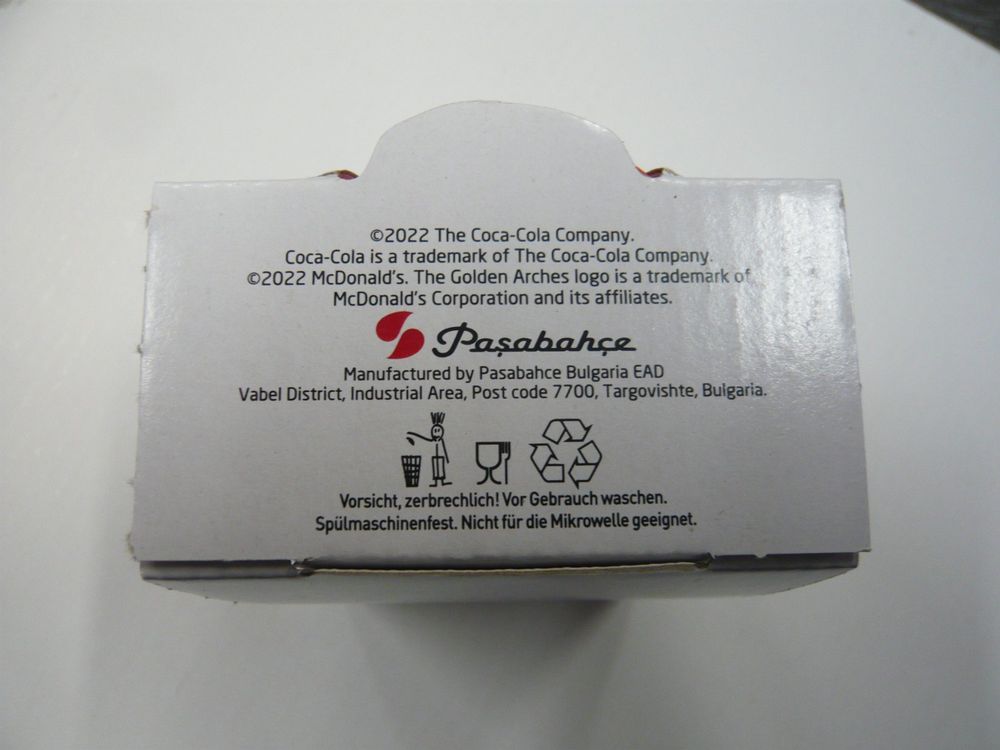 ©2022 The Coca-Cola Company.
Coca-Cola is a trademark of The Coca-Cola Company.
©2022 McDonald's. The Golden Arches logo is a trademark of
McDonald's Corporation and its affiliates.
Paşabahçe
Manufactured by Pasabahce Bulgaria EAD
Vabel District, Industrial Area, Post code 7700, Targovishte, Bulgaria.
Vorsicht, zerbrechlich! Vor Gebrauch waschen.
Spülmaschinenfest. Nicht für die Mikrowelle geeignet.